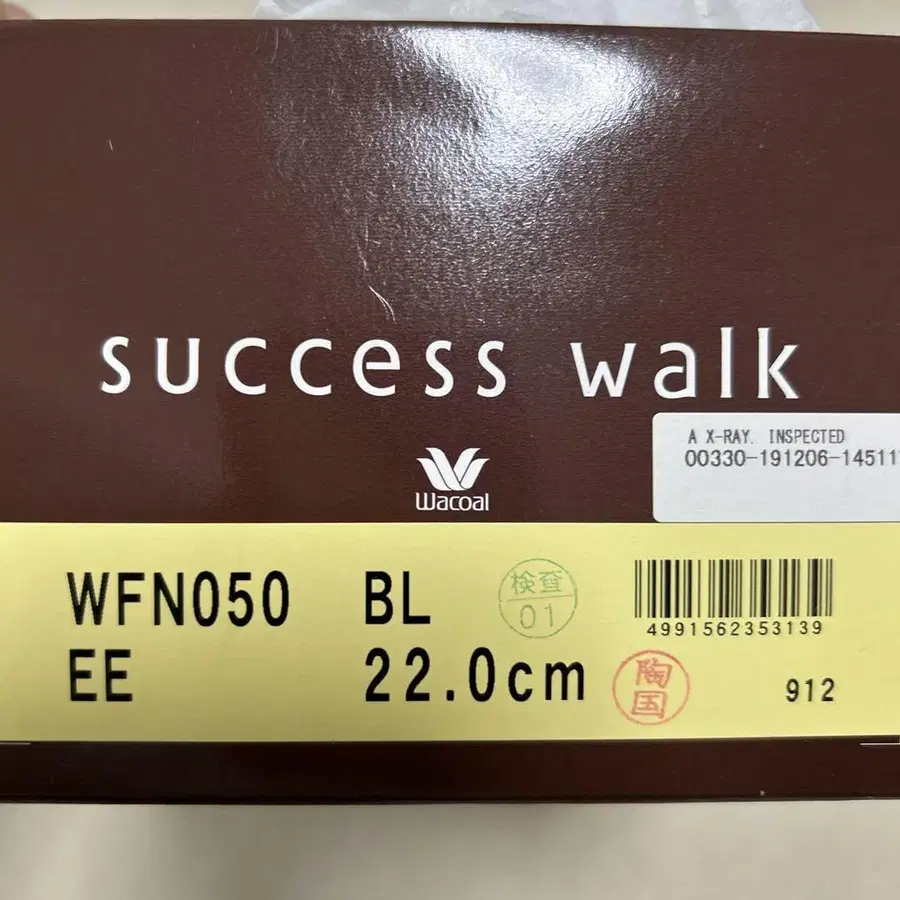 success walk
A X-RAY. INSPECTED
00330-191206-14511
Wacoal
WFN050 BL
検査
01
4991562353139
EE 22.0cm
陶
国
912